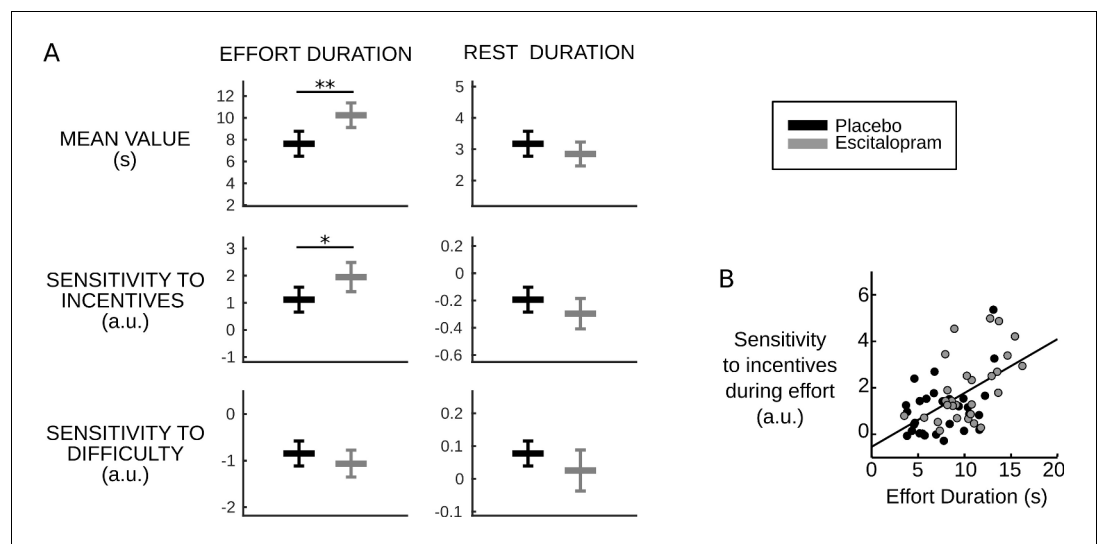 A
EFFORT DURATION
REST DURATION
**
12
10
8
6
4
2
5
4
3
2
MEAN VALUE
(s)
Placebo
Escitalopram
*
3
2
1
0
-1
0.2
0
-0.2
-0.4
-0.6
SENSITIVITY TO
INCENTIVES
(a.u.)
0
-1
-2
0.2
0.1
0
-0.1
SENSITIVITY TO
DIFFICULTY
(a.u.)
B
Sensitivity
to incentives
during effort
(a.u.)
6
4
2
0
0 5 10 15 20
Effort Duration (s)